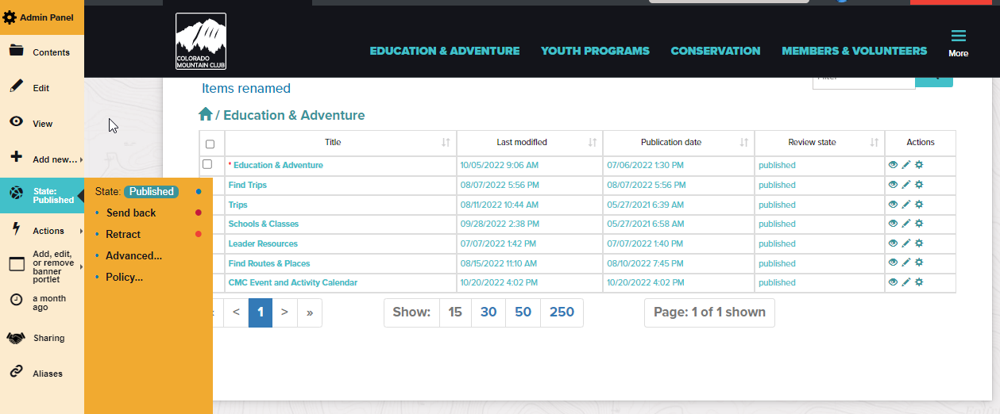 Admin Panel
Contents
Edit
View
Add new...
State:
Published
Actions
Add, edit,
or remove
banner
portlet
a month
ago
Sharing
Aliases
State: Published
Send back
Retract
Advanced...
Policy...
COLORADO
MOUNTAIN CLUB
EDUCATION & ADVENTURE YOUTH PROGRAMS CONSERVATION MEMBERS & VOLUNTEERS More
Items renamed
/ Education & Adventure
Title Last modified Publication date Review state Actions
* Education & Adventure 10/05/2022 9:06 AM 07/06/2022 1:30 PM published
Find Trips 08/07/2022 5:56 PM 08/07/2022 5:56 PM published
Trips 08/11/2022 10:44 AM 05/27/2021 6:39 AM published
Schools & Classes 09/28/2022 2:38 PM 05/27/2021 6:58 AM published
Leader Resources 07/07/2022 1:42 PM 07/07/2022 1:40 PM published
Find Routes & Places 08/15/2022 11:10 AM 08/10/2022 7:45 PM published
CMC Event and Activity Calendar 10/20/2022 4:02 PM 10/20/2022 4:02 PM published
< 1 > » Show: 15 30 50 250 Page: 1 of 1 shown